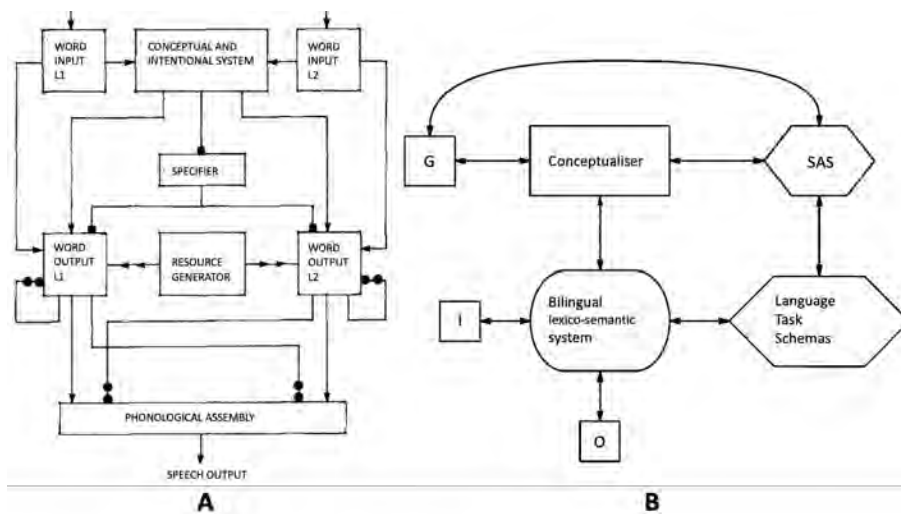 WORD
INPUT
L1
CONCEPTUAL AND
INTENTIONAL SYSTEM
WORD
INPUT
L2
SPECIFIER
WORD
OUTPUT
L1
RESOURCE
GENERATOR
WORD
OUTPUT
L2
PHONOLOGICAL ASSEMBLY
SPEECH OUTPUT
A
G
Conceptualiser
SAS
I
Bilingual
lexico-semantic
system
Language
Task
Schemas
O
B